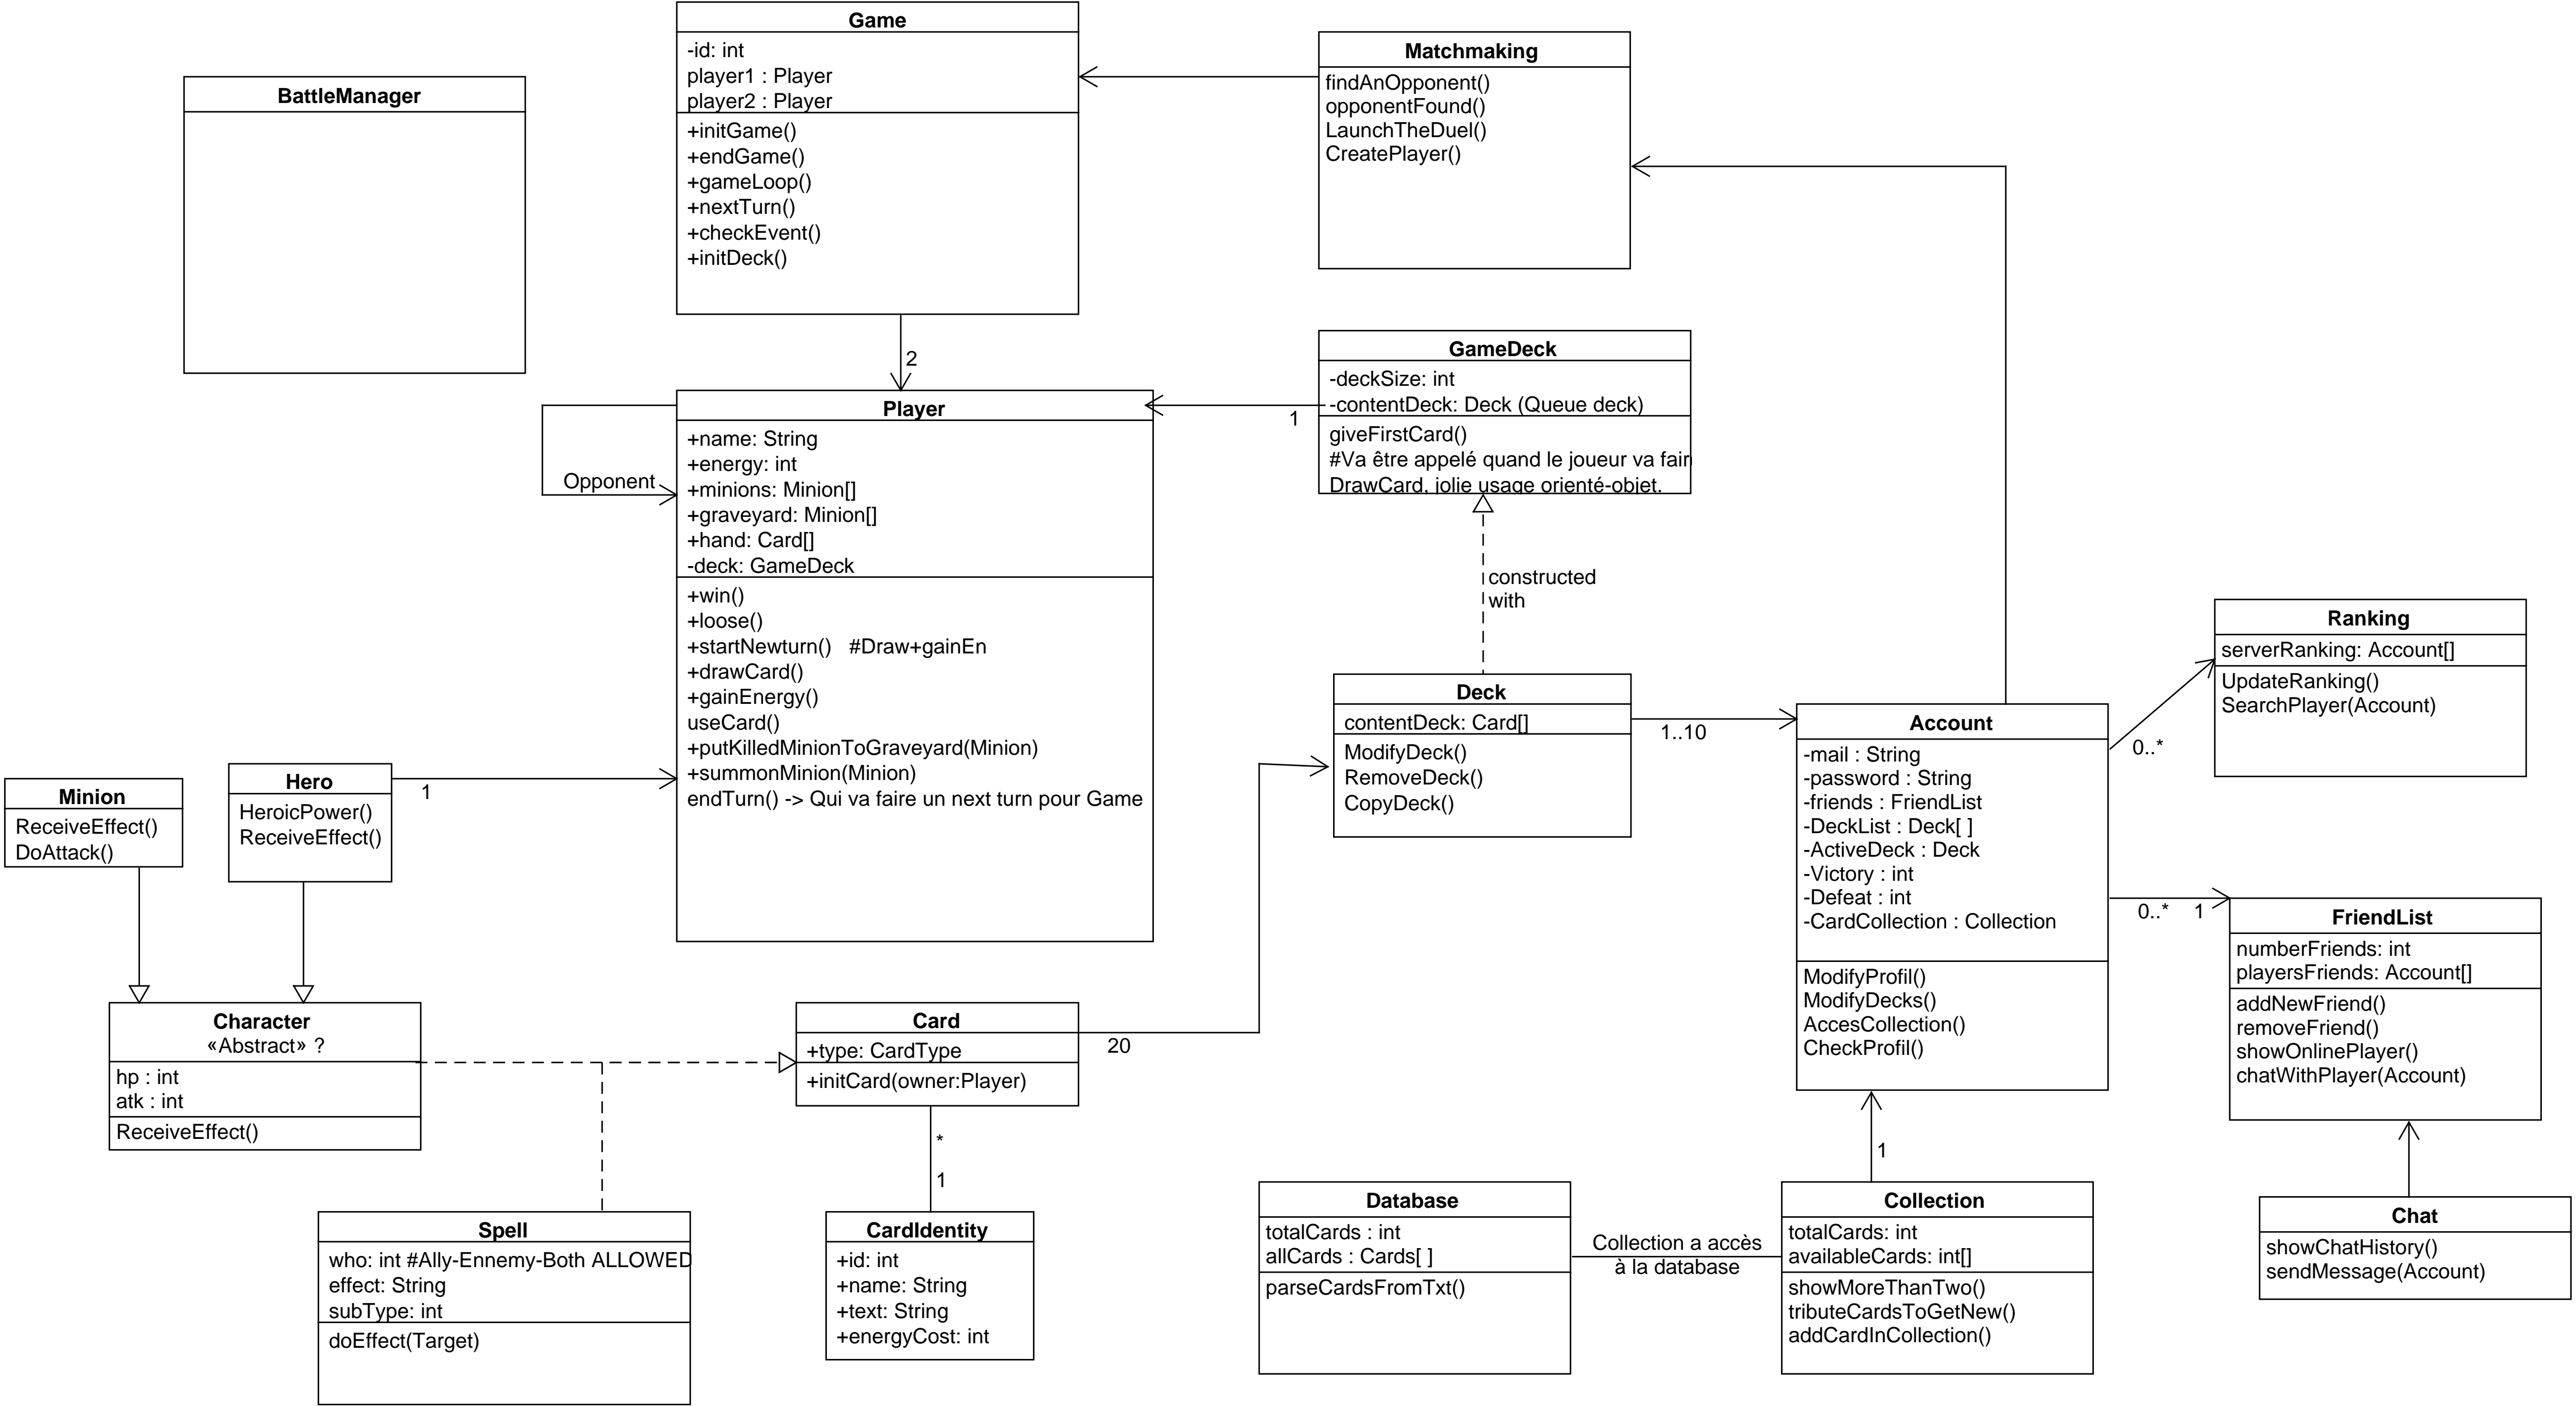 Game
-id: int
player1 : Player
player2 : Player
+initGame()
+endGame()
+gameLoop()
+nextTurn()
+checkEvent()
+initDeck()
Matchmaking
findAnOpponent()
opponentFound()
LaunchTheDuel()
CreatePlayer()
BattleManager
2
GameDeck
-deckSize: int
-contentDeck: Deck (Queue deck)
giveFirstCard()
#Va être appelé quand le joueur va fair
DrawCard, jolie usage orienté-objet.
1
Player
+name: String
+energy: int
+minions: Minion[]
+graveyard: Minion[]
+hand: Card[]
-deck: GameDeck
+win()
+loose()
+startNewturn() #Draw+gainEn
+drawCard()
+gainEnergy()
useCard()
+putKilledMinionToGraveyard(Minion)
+summonMinion(Minion)
endTurn() -> Qui va faire un next turn pour Game
Opponent
constructed
with
Ranking
serverRanking: Account[]
UpdateRanking()
SearchPlayer(Account)
Deck
contentDeck: Card[]
ModifyDeck()
RemoveDeck()
CopyDeck()
1..10
Account
-mail : String
-password : String
-friends : FriendList
-DeckList : Deck[ ]
-ActiveDeck : Deck
-Victory : int
-Defeat : int
-CardCollection : Collection
ModifyProfil()
ModifyDecks()
AccesCollection()
CheckProfil()
0..*
0..* 1
FriendList
numberFriends: int
playersFriends: Account[]
addNewFriend()
removeFriend()
showOnlinePlayer()
chatWithPlayer(Account)
Minion
ReceiveEffect()
DoAttack()
Hero
HeroicPower()
ReceiveEffect()
1
Character
«Abstract» ?
hp : int
atk : int
ReceiveEffect()
Card
+type: CardType
+initCard(owner:Player)
20
*
1
1
Spell
who: int #Ally-Ennemy-Both ALLOWED
effect: String
subType: int
doEffect(Target)
CardIdentity
+id: int
+name: String
+text: String
+energyCost: int
Database
totalCards : int
allCards : Cards[ ]
parseCardsFromTxt()
Collection a accès
à la database
Collection
totalCards: int
availableCards: int[]
showMoreThanTwo()
tributeCardsToGetNew()
addCardInCollection()
Chat
showChatHistory()
sendMessage(Account)